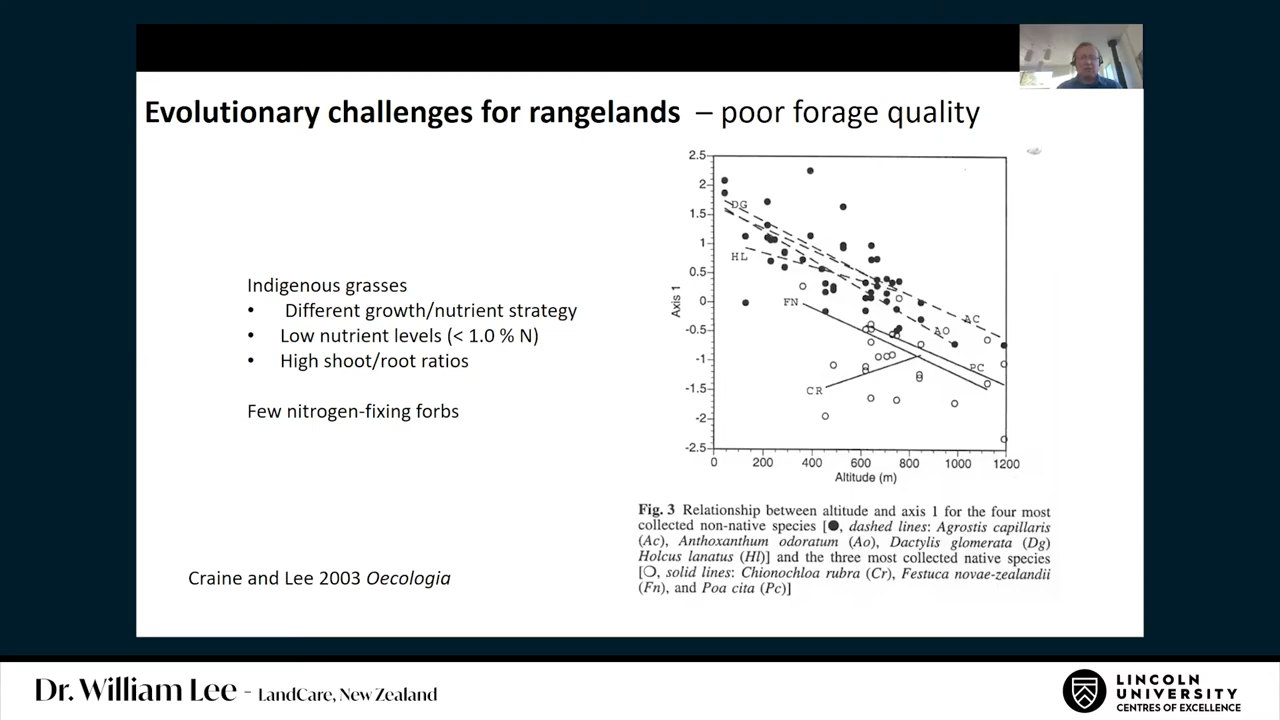 Evolutionary challenges for rangelands – poor forage quality
Indigenous grasses
• Different growth/nutrient strategy
• Low nutrient levels (< 1.0 % N)
• High shoot/root ratios
Few nitrogen-fixing forbs
Craine and Lee 2003 Oecologia
2.5
2
1.5
1
0.5
0
-0.5
-1
-1.5
-2
-2.5
Axis 1
DG
HL
FN
AC
AO
PC
CR
0 200 400 600 800 1000 1200
Altitude (m)
Fig. 3 Relationship between altitude and axis 1 for the four most
collected non-native species [●, dashed lines: Agrostis capillaris
(Ac), Anthoxanthum odoratum (Ao), Dactylis glomerata (Dg)
Holcus lanatus (Hl)] and the three most collected native species
[○, solid lines: Chionochloa rubra (Cr), Festuca novae-zealandii
(Fn), and Poa cita (Pc)]
Dr. William Lee - LandCare, New Zealand
LINCOLN
UNIVERSITY
CENTRES OF EXCELLENCE